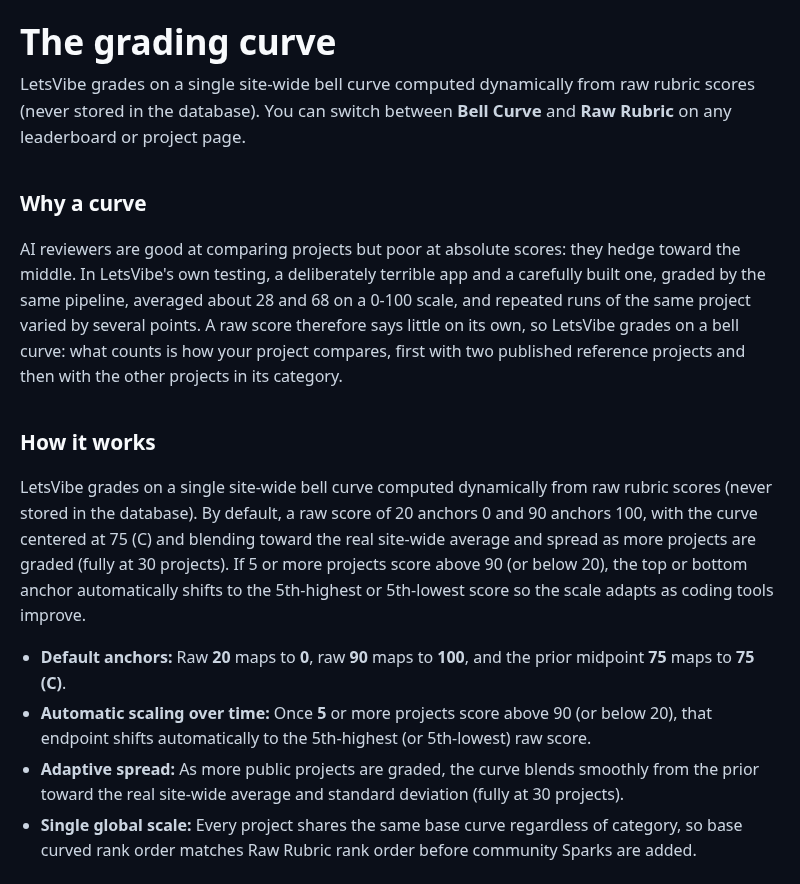 The grading curve
LetsVibe grades on a single site-wide bell curve computed dynamically from raw rubric scores
(never stored in the database). You can switch between Bell Curve and Raw Rubric on any
leaderboard or project page.
Why a curve
AI reviewers are good at comparing projects but poor at absolute scores: they hedge toward the
middle. In LetsVibe's own testing, a deliberately terrible app and a carefully built one, graded by the
same pipeline, averaged about 28 and 68 on a 0-100 scale, and repeated runs of the same project
varied by several points. A raw score therefore says little on its own, so LetsVibe grades on a bell
curve: what counts is how your project compares, first with two published reference projects and
then with the other projects in its category.
How it works
LetsVibe grades on a single site-wide bell curve computed dynamically from raw rubric scores (never
stored in the database). By default, a raw score of 20 anchors 0 and 90 anchors 100, with the curve
centered at 75 (C) and blending toward the real site-wide average and spread as more projects are
graded (fully at 30 projects). If 5 or more projects score above 90 (or below 20), the top or bottom
anchor automatically shifts to the 5th-highest or 5th-lowest score so the scale adapts as coding tools
improve.
• Default anchors: Raw 20 maps to 0, raw 90 maps to 100, and the prior midpoint 75 maps to 75
(C).
• Automatic scaling over time: Once 5 or more projects score above 90 (or below 20), that
endpoint shifts automatically to the 5th-highest (or 5th-lowest) raw score.
• Adaptive spread: As more public projects are graded, the curve blends smoothly from the prior
toward the real site-wide average and standard deviation (fully at 30 projects).
• Single global scale: Every project shares the same base curve regardless of category, so base
curved rank order matches Raw Rubric rank order before community Sparks are added.